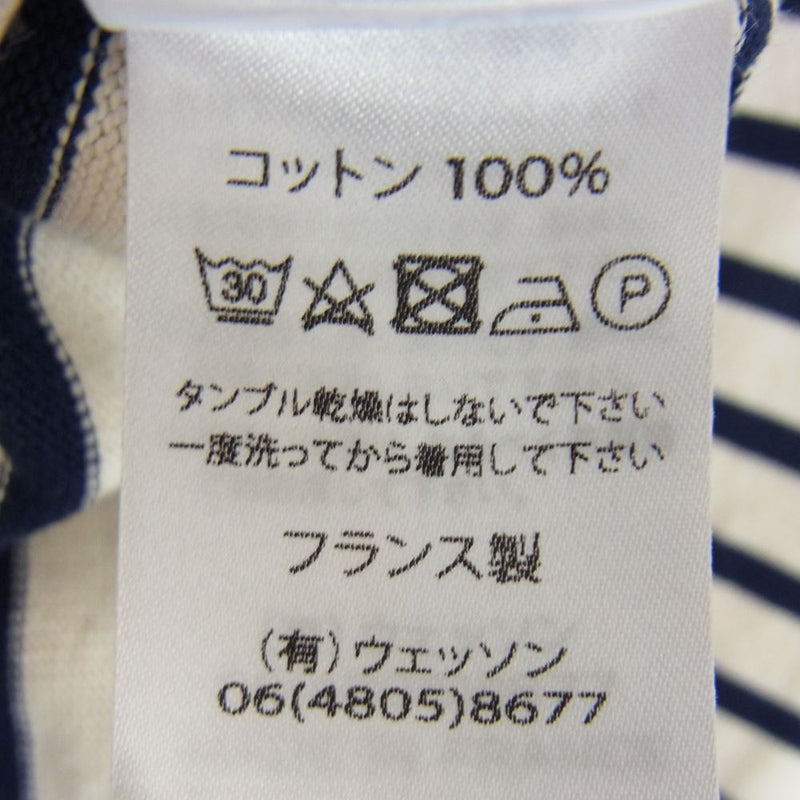 コットン 100%
30 P
タンブル乾燥はしないで下さい
一度洗ってから着用して下さい
フランス製
(有)ウェッソン
06(4805)8677